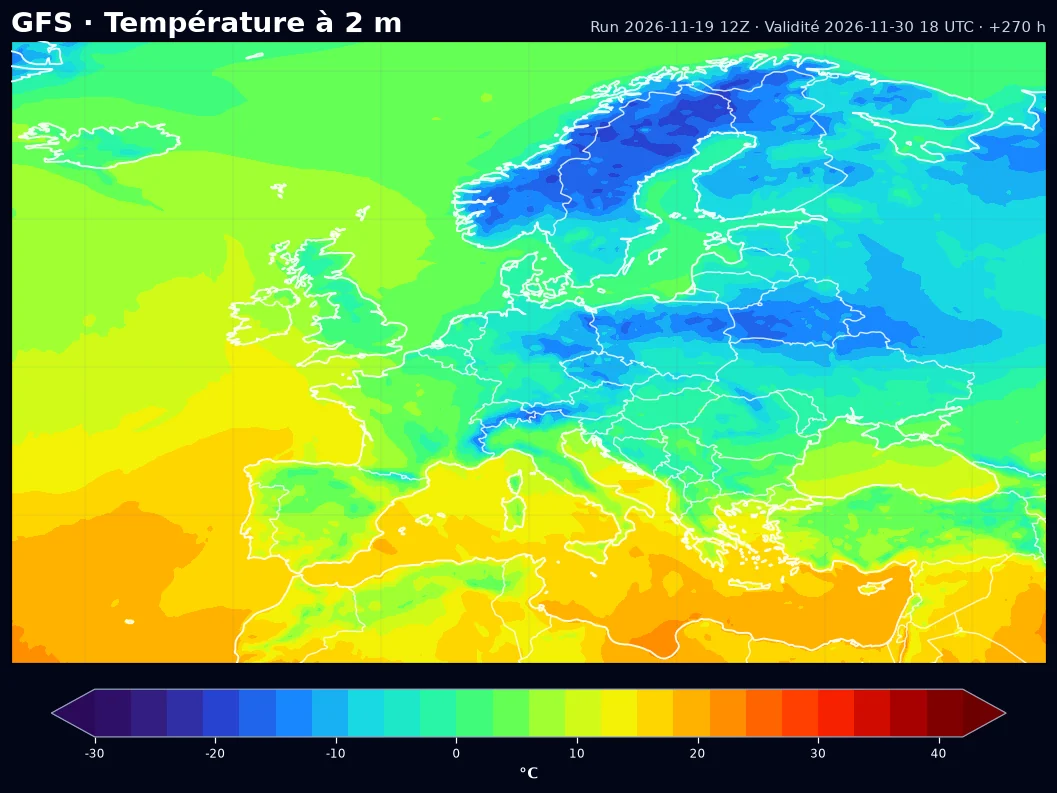 GFS · Température à 2 m
Run 2026-11-19 12Z · Validité 2026-11-30 18 UTC · +270 h
-30 -20 -10 0 10 20 30 40
°C